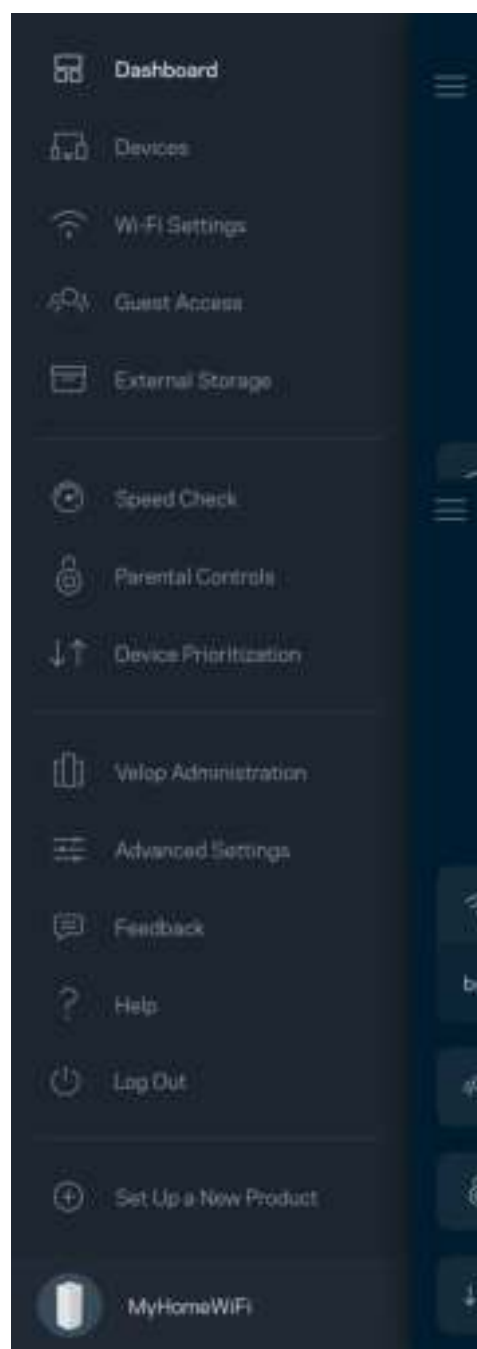 Dashboard
Devices
Wi-Fi Settings
Guest Access
External Storage
Speed Check
Parental Controls
Device Prioritization
Velop Administration
Advanced Settings
Feedback
Help
Log Out
Set Up a New Product
MyHomeWiFi